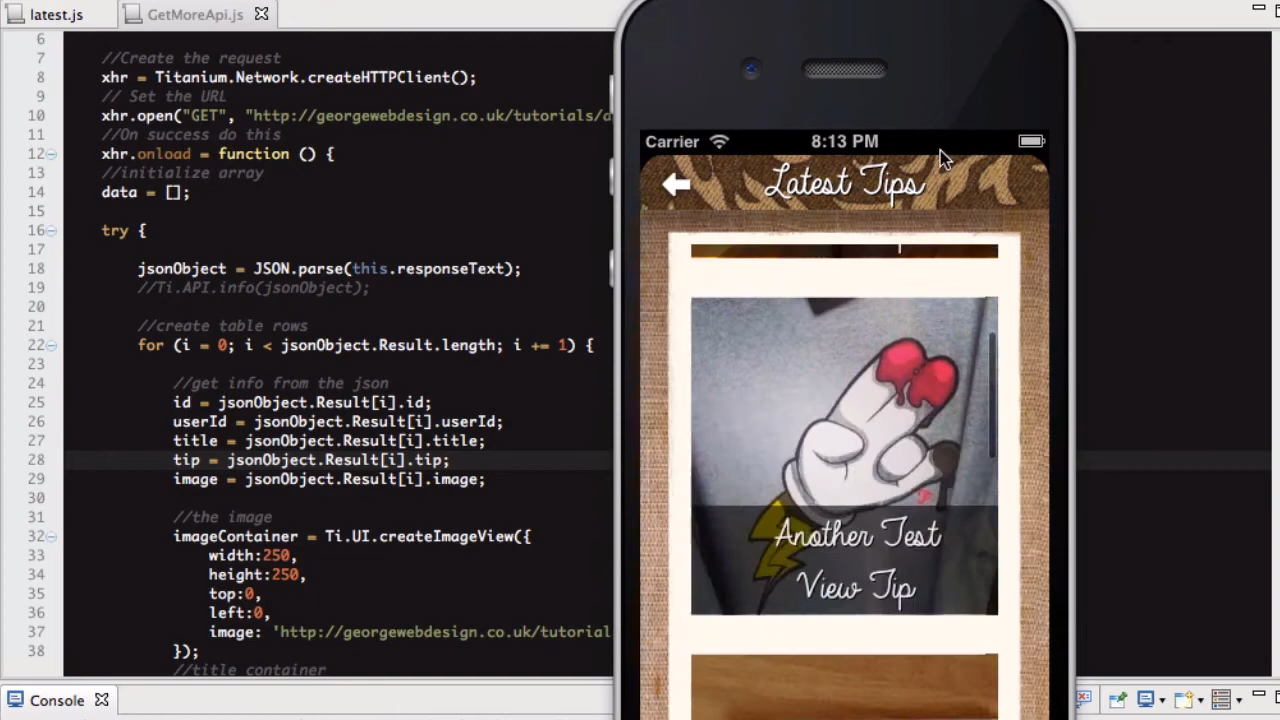 latest.js
GetMoreApi.js
6
7 //Create the request
8 xhr = Titanium.Network.createHTTPClient();
9 // Set the URL
10 xhr.open("GET", "http://georgewebdesign.co.uk/tutorials/
11 //On success do this
12 xhr.onload = function () {
13 //initialize array
14 data = [];
15
16 try {
17
18 jsonObject = JSON.parse(this.responseText);
19 //Ti.API.info(jsonObject);
20
21 //create table rows
22 for (i = 0; i < jsonObject.Result.length; i += 1) {
23
24 //get info from the json
25 id = jsonObject.Result[i].id;
26 userId = jsonObject.Result[i].userId;
27 title = jsonObject.Result[i].title;
28 tip = jsonObject.Result[i].tip;
29 image = jsonObject.Result[i].image;
30
31 //the image
32 imageContainer = Ti.UI.createImageView({
33 width:250,
34 height:250,
35 top:0,
36 left:0,
37 image: 'http://georgewebdesign.co.uk/tutorial
38 });
//title container
Console
Carrier 8:13 PM
Latest Tips
Another Test
View Tip